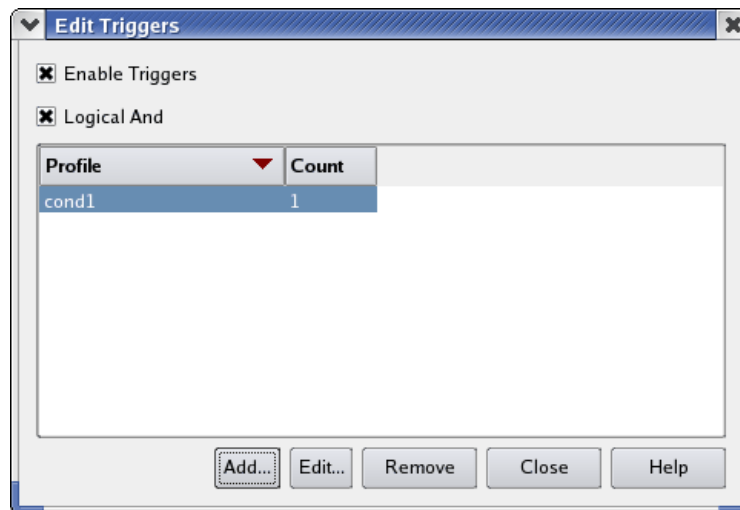 Edit Triggers
Enable Triggers
Logical And
Profile Count
cond1 1
Add... Edit... Remove Close Help